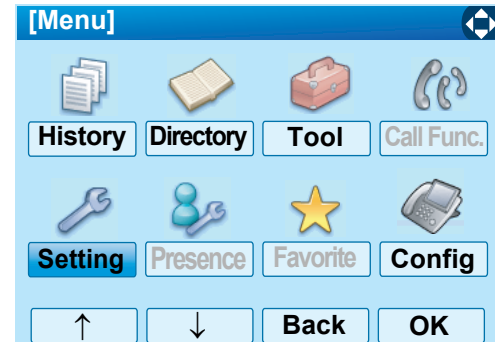 [Menu]
History Directory Tool Call Func.
Setting Presence Favorite Config
↑ ↓ Back OK